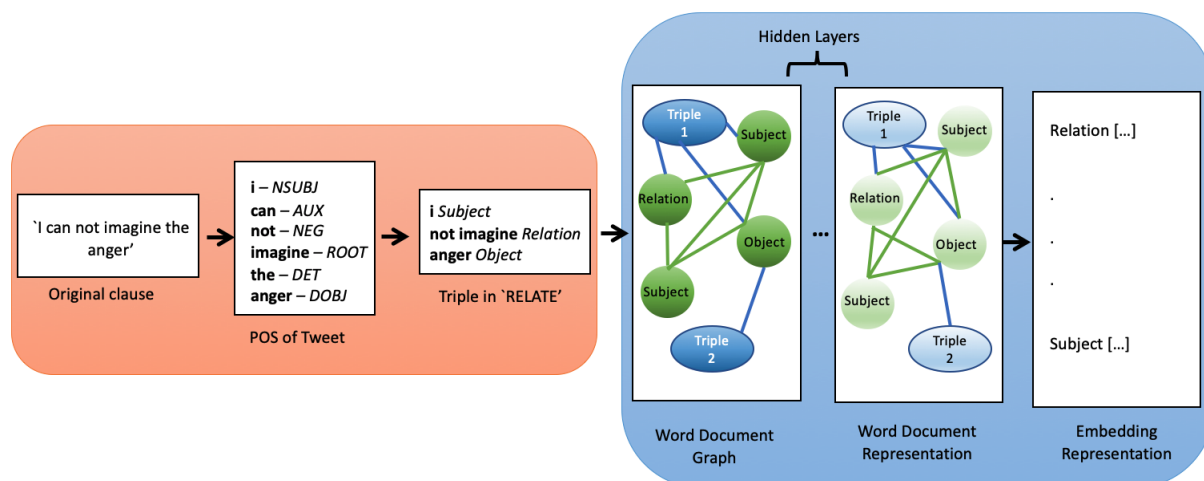 `I can not imagine the
anger’
Original clause
i – NSUBJ
can – AUX
not – NEG
imagine – ROOT
the – DET
anger – DOBJ
POS of Tweet
i Subject
not imagine Relation
anger Object
Triple in `RELATE’
Hidden Layers
Triple
1
Subject
Relation
Object
Subject
Triple
2
Word Document
Graph
...
Triple
1
Subject
Relation
Object
Subject
Triple
2
Word Document
Representation
Relation […]
.
.
.
Subject […]
Embedding
Representation